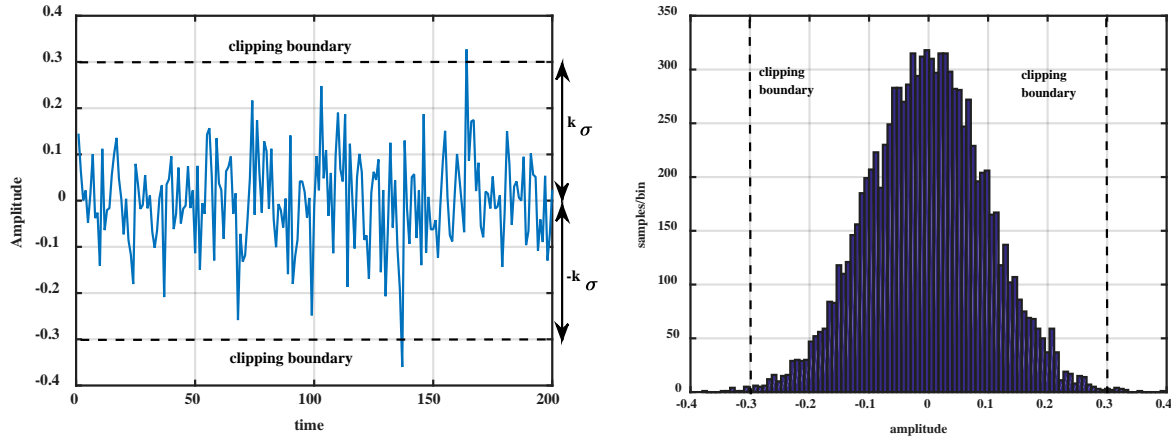 0.4
0.3
0.2
0.1
0
-0.1
-0.2
-0.3
-0.4
Amplitude
clipping boundary
clipping boundary
k σ
-k σ
0
50
100
150
200
time
350
300
250
200
150
100
50
0
samples/bin
clipping
boundary
clipping
boundary
-0.4
-0.3
-0.2
-0.1
0
0.1
0.2
0.3
0.4
amplitude